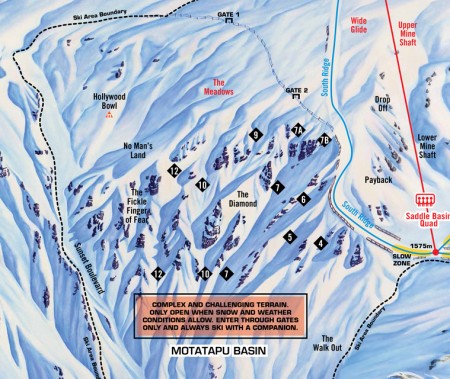 Ski Area Boundary
GATE 1
Wide
Glide
Upper
Mine
Shaft
The
Meadows
GATE 2
South Ridge
Hollywood
Bowl
Drop
Off
7A
9
7B
Lower
Mine
Shaft
No Man's
Land
12
10
7
Payback
The
Fickle
Finger
of Fear
The
Diamond
6
Saddle Basin
Quad
South Ridge
5
4
1575m
SLOW
ZONE
Sunset Boulevard
12
10
7
COMPLEX AND CHALLENGING TERRAIN.
ONLY OPEN WHEN SNOW AND WEATHER
CONDITIONS ALLOW. ENTER THROUGH GATES
ONLY AND ALWAYS SKI WITH A COMPANION.
Ski Area Boundary
MOTATAPU BASIN
The
Walk Out
Ski Area Bou